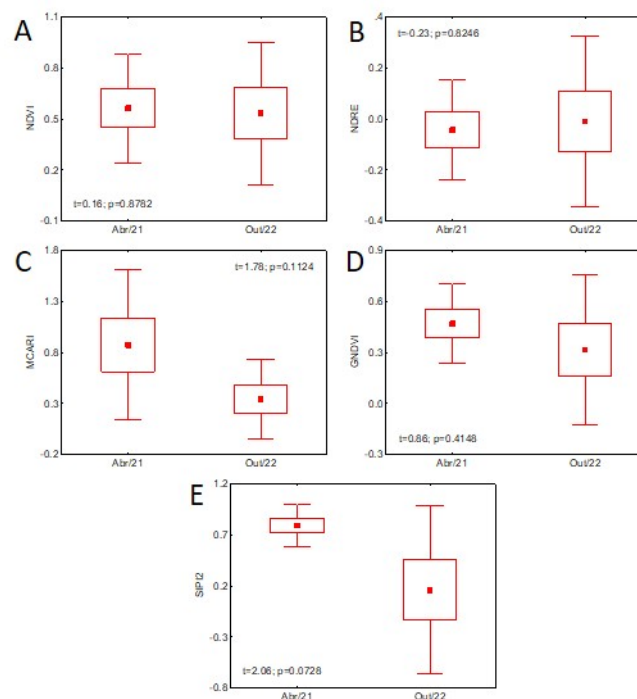 A
1.1
0.8
0.5
0.2
-0.1
NDVI
t=0.16; p=0.8782
Abr/21 Out/22
B
.4
0.2
0.0
-0.2
-0.4
NDRE
t=-0.23; p=0.8246
Abr/21 Out/22
C
1.8
1.3
0.8
0.3
-0.2
MCARI
t=1.78; p=0.1124
Abr/21 Out/22
D
0.9
0.6
0.3
0.0
-0.3
GNDVI
t=0.86; p=0.4148
Abr/21 Out/22
E
1.2
0.7
0.2
-0.3
-0.8
SIPI2
t=2.06; p=0.0728
Abr/21 Out/22